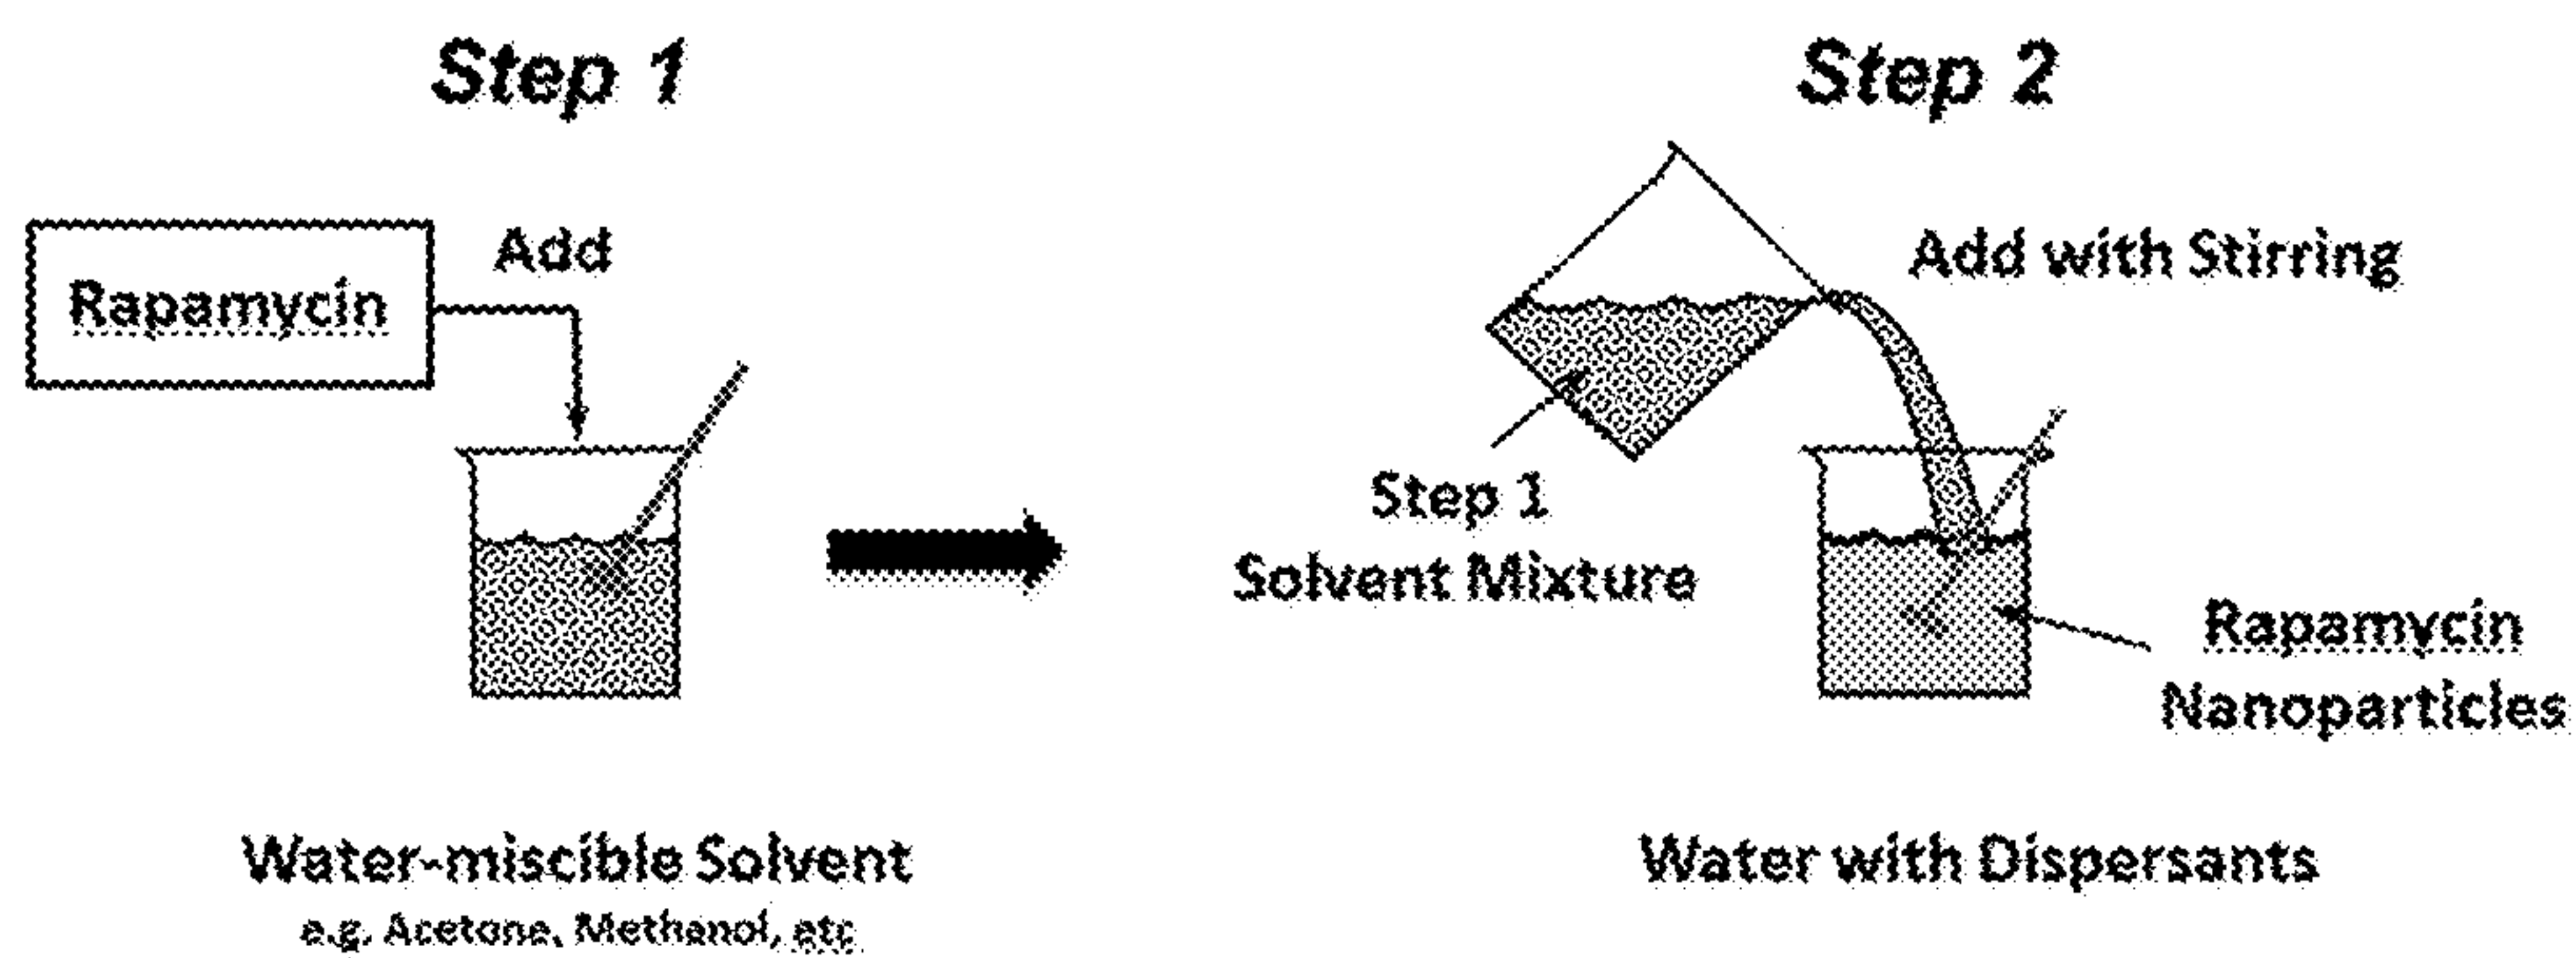 Step 1
Rapamycin
Add
Water-miscible Solvent
e.g. Acetone, Methanol, etc
Step 2
Add with Stirring
Step 1
Solvent Mixture
Rapamycin
Nanoparticles
Water with Dispersants